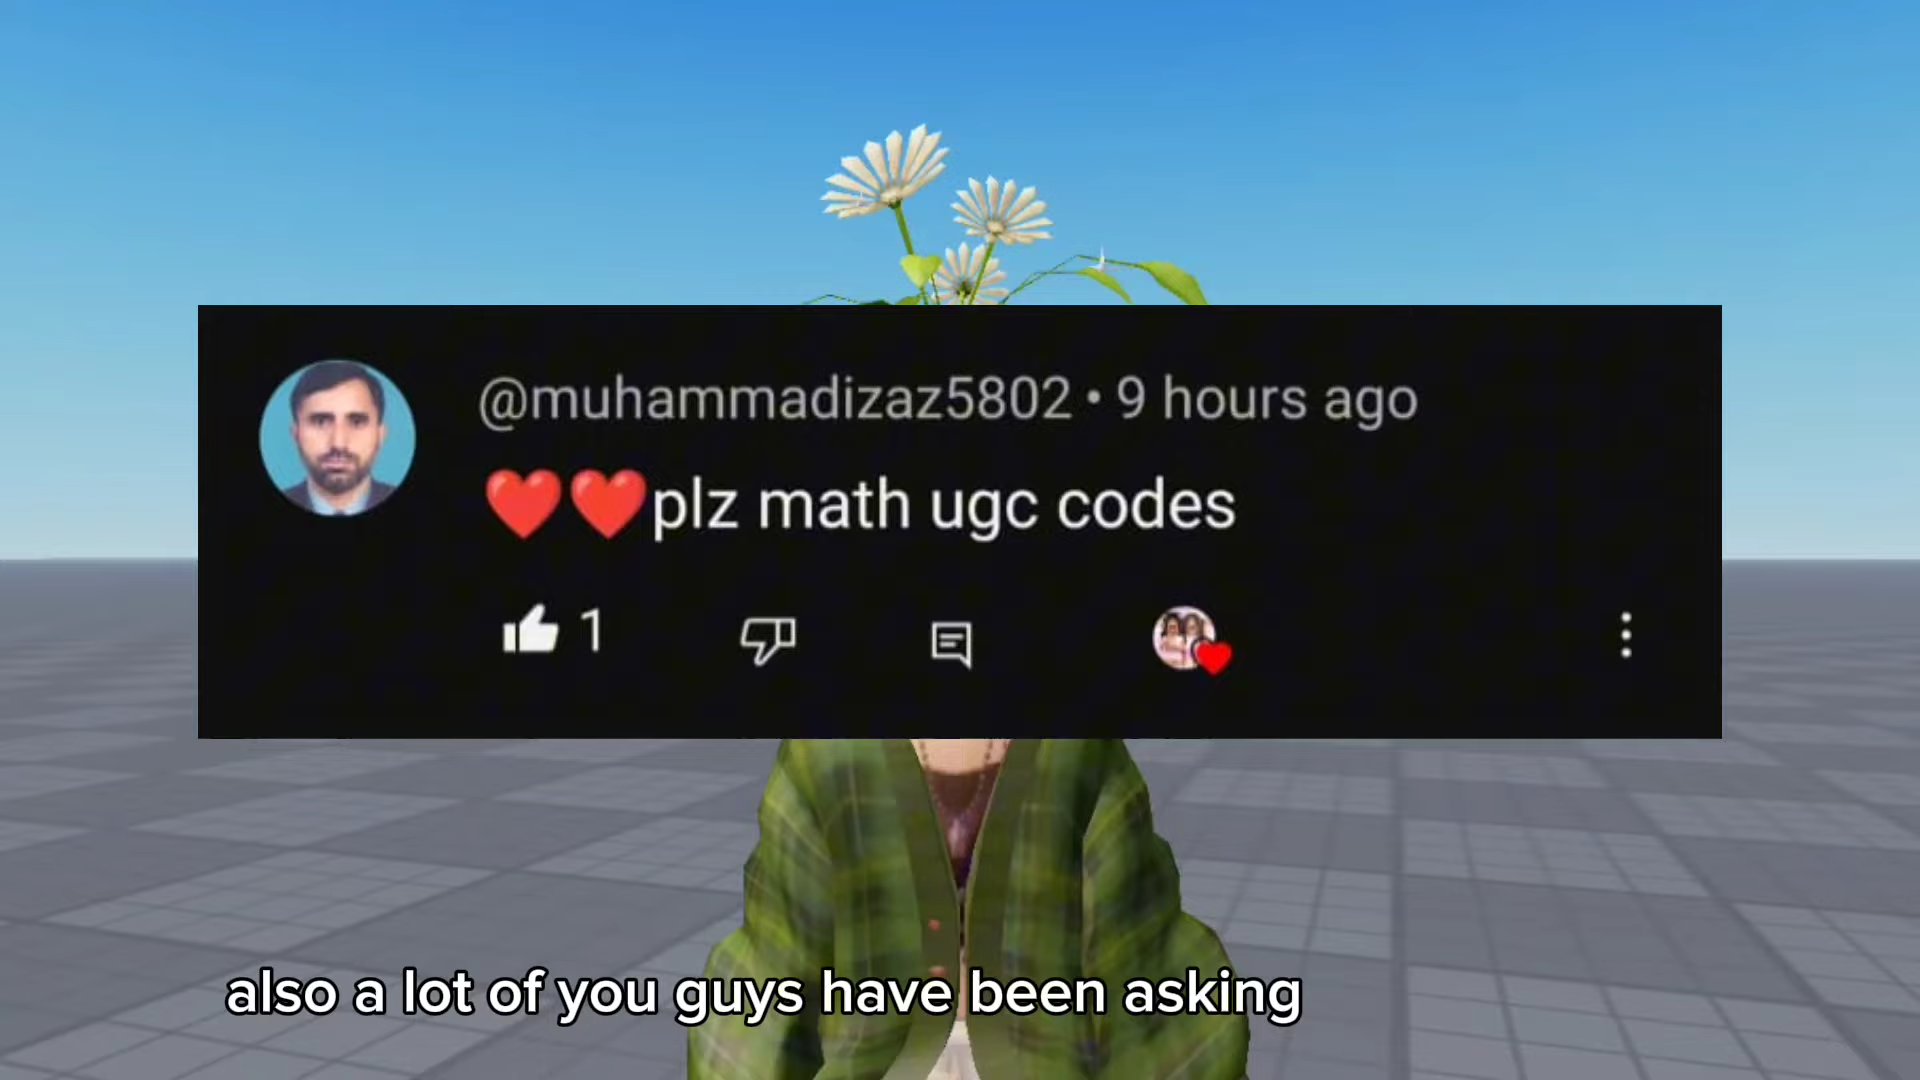 @muhammadizaz5802 • 9 hours ago
❤️❤️plz math ugc codes
1
also a lot of you guys have been asking